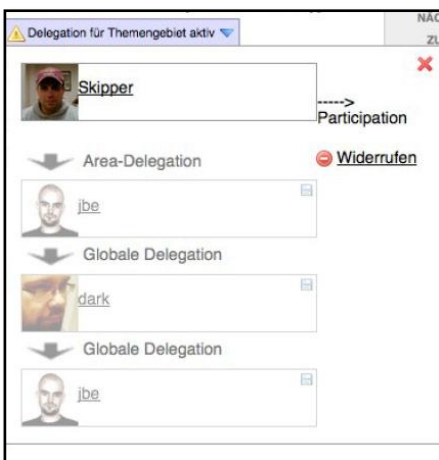 NÄC
Delegation für Themengebiet aktiv
ZU
Skipper
----->
Participation
Area-Delegation
Widerrufen
jbe
Globale Delegation
dark
Globale Delegation
jbe